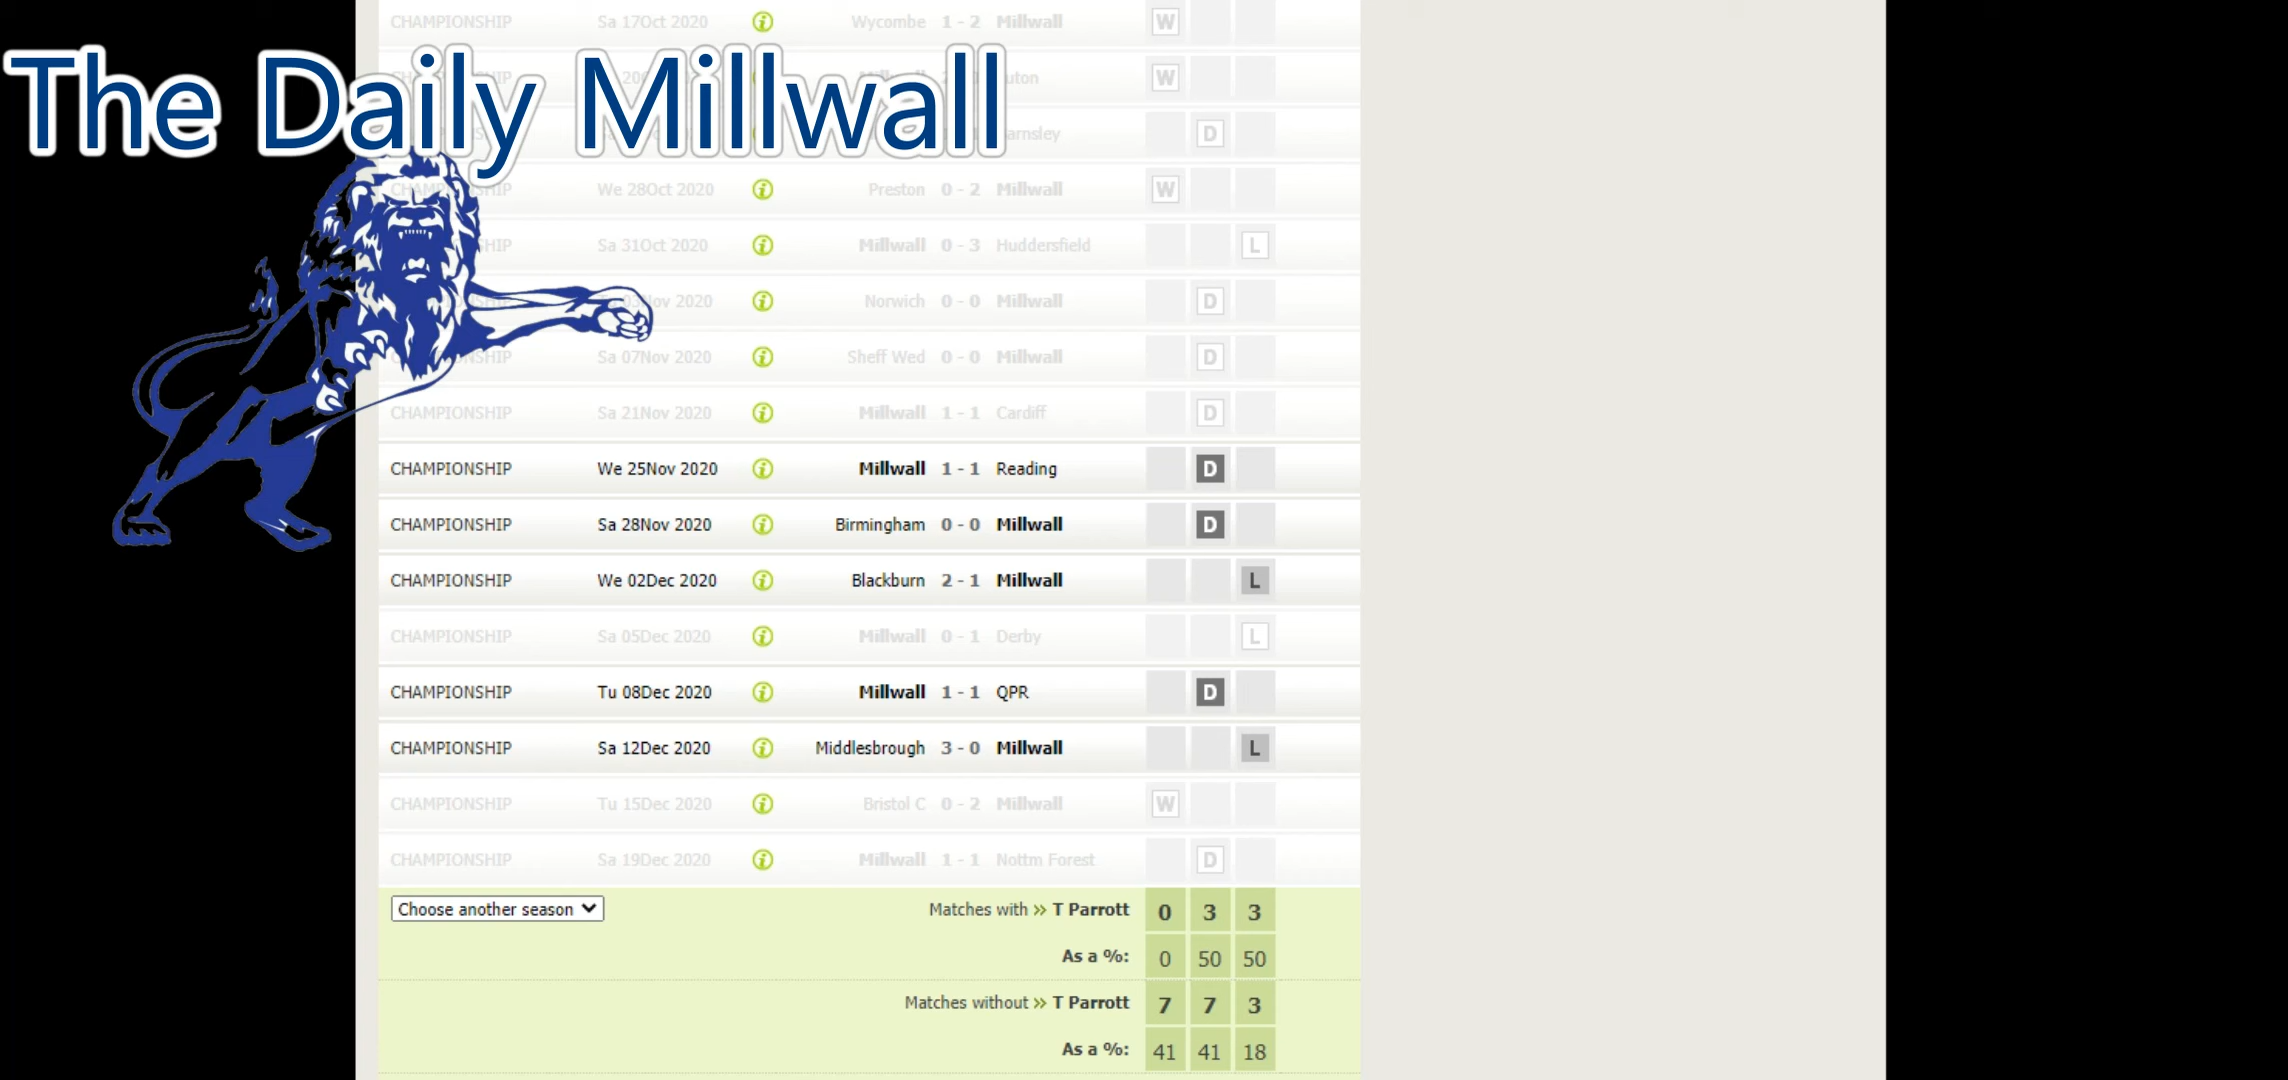 CHAMPIONSHIP Sa 17Oct 2020 Wycombe 1 - 2 Millwall W
The Daily Millwall
W
D
CHAMPIONSHIP We 28Oct 2020 Preston 0 - 2 Millwall W
Sa 31Oct 2020 Millwall 0 - 3 Huddersfield L
Norwich 0 - 0 Millwall D
Sa 07Nov 2020 Sheff Wed 0 - 0 Millwall D
CHAMPIONSHIP Sa 21Nov 2020 Millwall 1 - 1 Cardiff D
CHAMPIONSHIP We 25Nov 2020 Millwall 1 - 1 Reading D
CHAMPIONSHIP Sa 28Nov 2020 Birmingham 0 - 0 Millwall D
CHAMPIONSHIP We 02Dec 2020 Blackburn 2 - 1 Millwall L
CHAMPIONSHIP Sa 05Dec 2020 Millwall 0 - 1 Derby L
CHAMPIONSHIP Tu 08Dec 2020 Millwall 1 - 1 QPR D
CHAMPIONSHIP Sa 12Dec 2020 Middlesbrough 3 - 0 Millwall L
CHAMPIONSHIP Tu 15Dec 2020 Bristol C 0 - 2 Millwall W
CHAMPIONSHIP Sa 19Dec 2020 Millwall 1 - 1 Nottm Forest D
Choose another season Matches with » T Parrott 0 3 3
As a %: 0 50 50
Matches without » T Parrott 7 7 3
As a %: 41 41 18